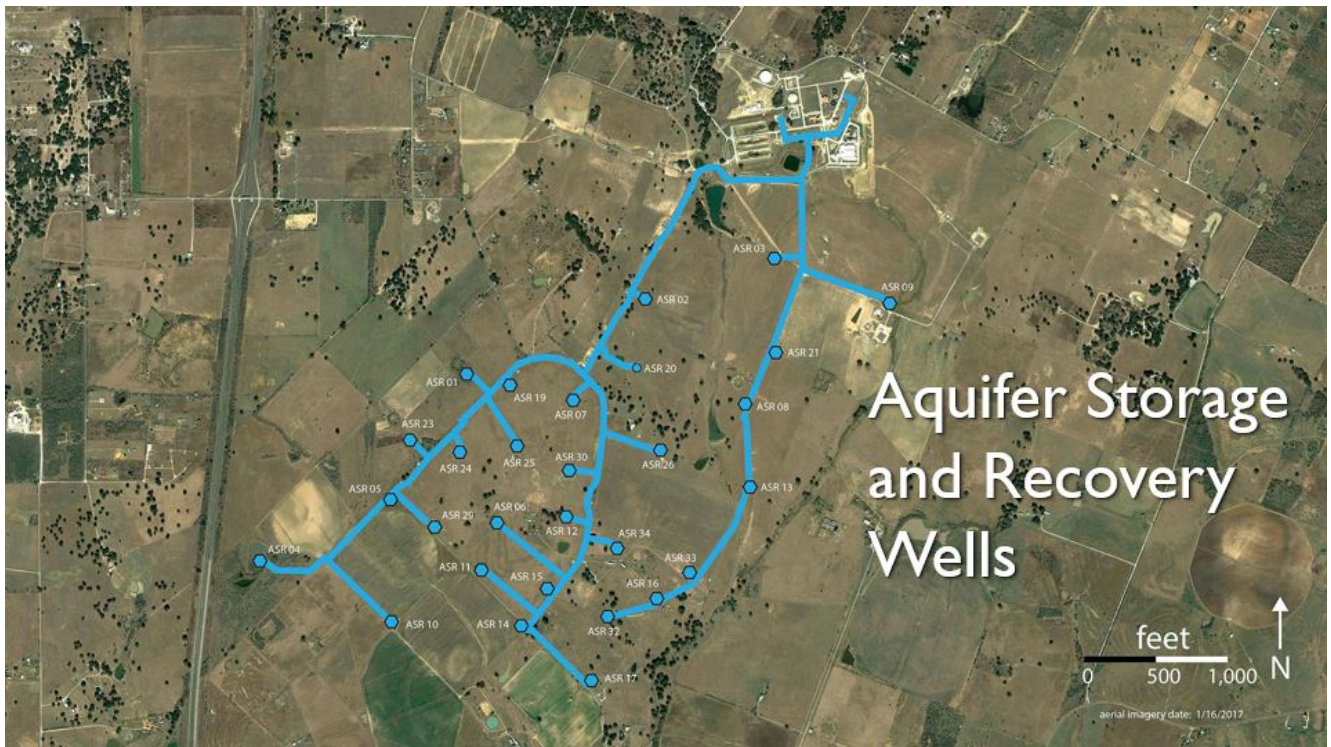 ASR 03
ASR 09
ASR 02
ASR 21
ASR 20
ASR 01
ASR 19
ASR 07
ASR 08
ASR 23
ASR 24
ASR 25
ASR 30
ASR 26
ASR 13
ASR 05
ASR 29
ASR 06
ASR 12
ASR 34
ASR 04
ASR 11
ASR 15
ASR 33
ASR 16
ASR 10
ASR 14
ASR 32
ASR 17
Aquifer Storage
and Recovery
Wells
feet
0 500 1,000
N
aerial imagery date: 1/16/2017